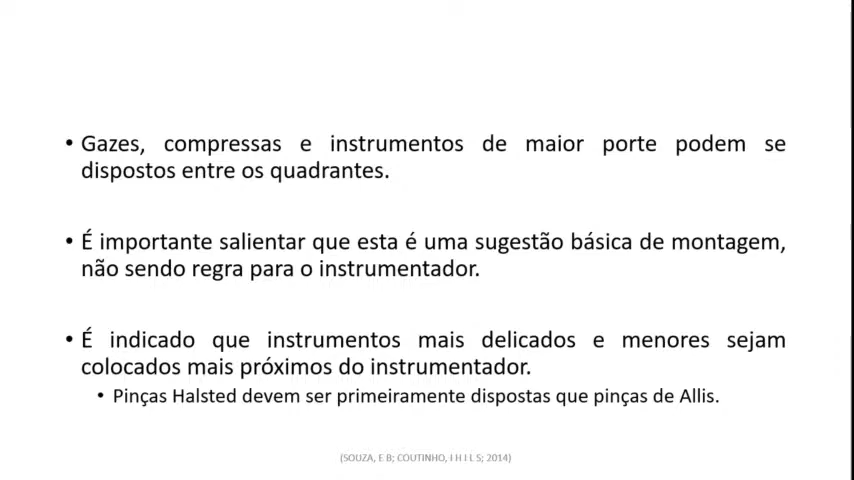 • Gazes, compressas e instrumentos de maior porte podem se
dispostos entre os quadrantes.
• É importante salientar que esta é uma sugestão básica de montagem,
não sendo regra para o instrumentador.
• É indicado que instrumentos mais delicados e menores sejam
colocados mais próximos do instrumentador.
• Pinças Halsted devem ser primeiramente dispostas que pinças de Allis.
(SOUZA, E B; COUTINHO, I H I L S; 2014)